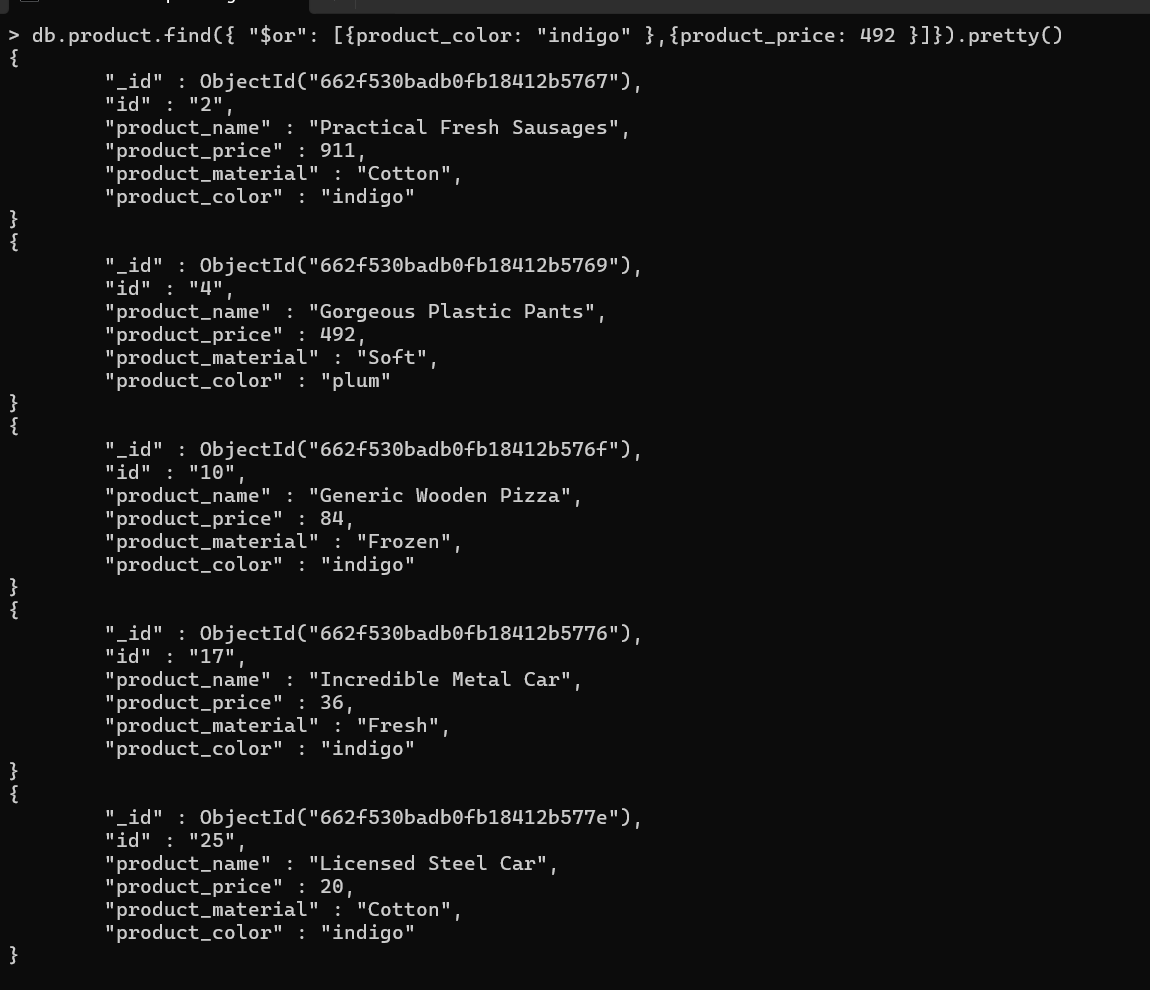 > db.product.find({ "$or": [{product_color: "indigo" },{product_price: 492 }]}).pretty()
{
        "_id" : ObjectId("662f530badb0fb18412b5767"),
        "id" : "2",
        "product_name" : "Practical Fresh Sausages",
        "product_price" : 911,
        "product_material" : "Cotton",
        "product_color" : "indigo"
}
{
        "_id" : ObjectId("662f530badb0fb18412b5769"),
        "id" : "4",
        "product_name" : "Gorgeous Plastic Pants",
        "product_price" : 492,
        "product_material" : "Soft",
        "product_color" : "plum"
}
{
        "_id" : ObjectId("662f530badb0fb18412b576f"),
        "id" : "10",
        "product_name" : "Generic Wooden Pizza",
        "product_price" : 84,
        "product_material" : "Frozen",
        "product_color" : "indigo"
}
{
        "_id" : ObjectId("662f530badb0fb18412b5776"),
        "id" : "17",
        "product_name" : "Incredible Metal Car",
        "product_price" : 36,
        "product_material" : "Fresh",
        "product_color" : "indigo"
}
{
        "_id" : ObjectId("662f530badb0fb18412b577e"),
        "id" : "25",
        "product_name" : "Licensed Steel Car",
        "product_price" : 20,
        "product_material" : "Cotton",
        "product_color" : "indigo"
}